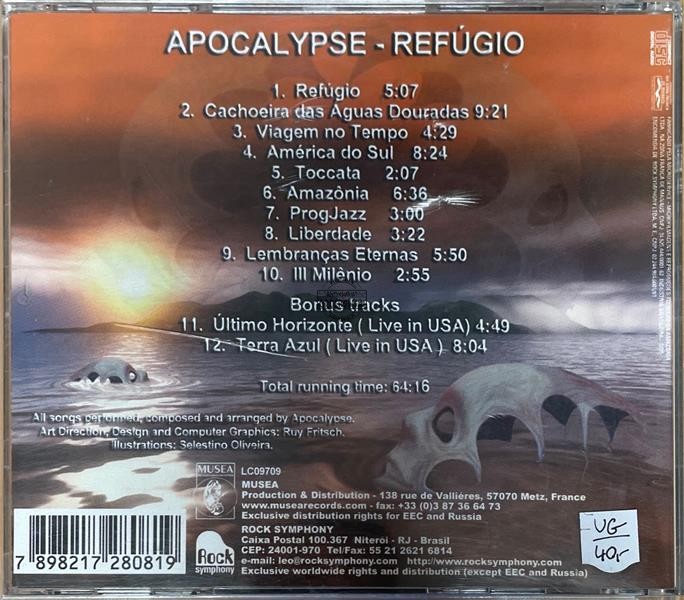 APOCALYPSE - REFÚGIO
1. Refúgio 5:07
2. Cachoeira das Águas Douradas 9:21
3. Viagem no Tempo 4:29
4. América do Sul 8:24
5. Toccata 2:07
6. Amazônia 6:36
7. ProgJazz 3:00
8. Liberdade 3:22
9. Lembranças Eternas 5:50
10. III Milênio 2:55
Bonus tracks
11. Último Horizonte ( Live in USA) 4:49
12. Terra Azul ( Live in USA ) 8:04
Total running time: 64:16
All songs performed, composed and arranged by Apocalypse.
Art Direction, Design and Computer Graphics: Ruy Fritsch.
Illustrations: Selestino Oliveira.
MUSEA
LC09709
MUSEA
Production & Distribution - 138 rue de Vallières, 57070 Metz, France
www.musearecords.com - fax: +33 (0)3 87 36 64 73
Exclusive distribution rights for EEC and Russia
ROCK SYMPHONY
Caixa Postal 100.367 Niterói - RJ - Brasil
CEP: 24001-970 Tel/Fax: 55 21 2621 6814
e-mail: leo@rocksymphony.com http://www.rocksymphony.com
Exclusive worldwide rights and distribution (except EEC and Russia)
Rock
symphony
7 898217 280819
VG
40,-